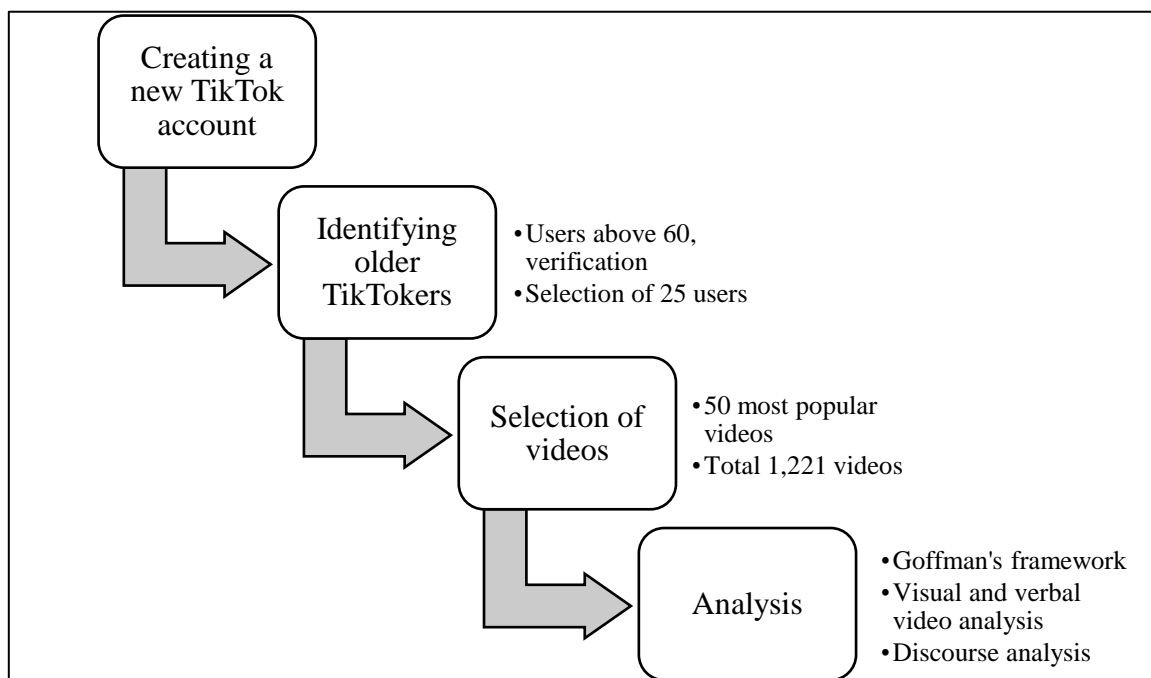 Creating a
new TikTok
account
Identifying
older
TikTokers
•Users above 60,
verification
•Selection of 25 users
Selection of
videos
•50 most popular
videos
•Total 1,221 videos
Analysis
•Goffman's framework
•Visual and verbal
video analysis
•Discourse analysis